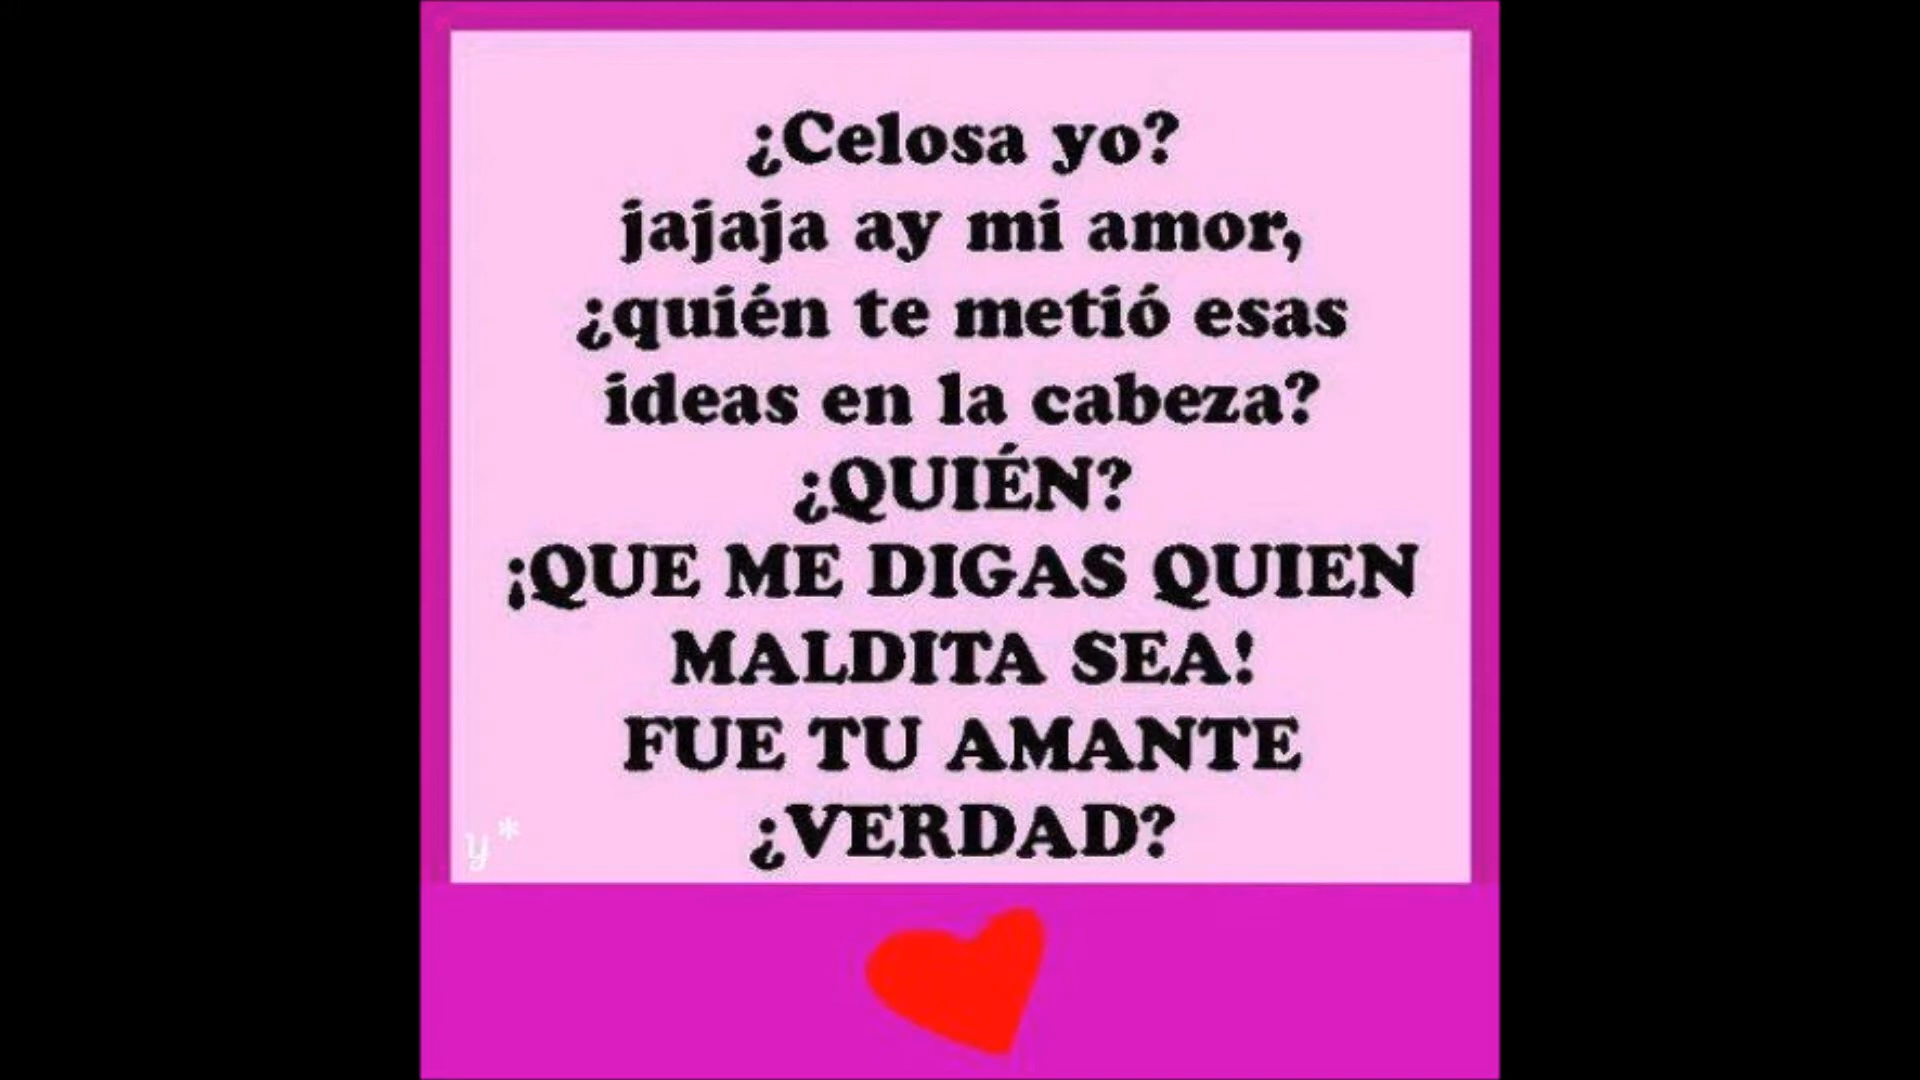 ¿Celosa yo?
jajaja ay mi amor,
¿quién te metió esas
ideas en la cabeza?
¿QUIÉN?
¡QUE ME DIGAS QUIEN
MALDITA SEA!
FUE TU AMANTE
¿VERDAD?
y*